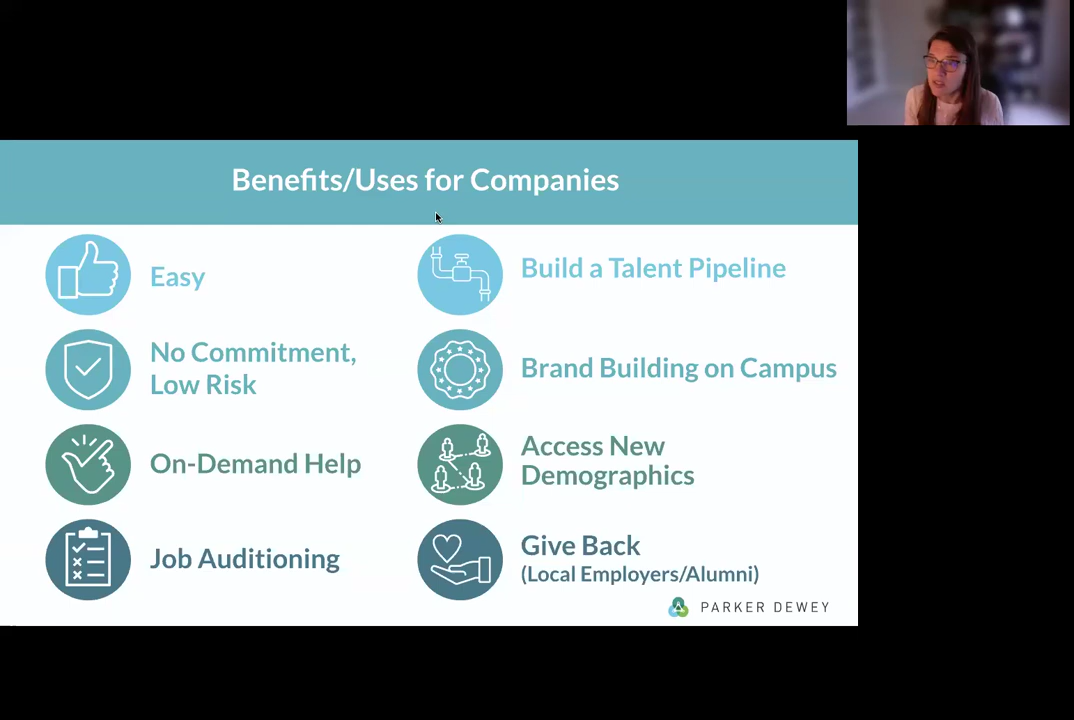 Benefits/Uses for Companies
Easy
No Commitment,
Low Risk
On-Demand Help
Job Auditioning
Build a Talent Pipeline
Brand Building on Campus
Access New
Demographics
Give Back
(Local Employers/Alumni)
PARKER DEWEY